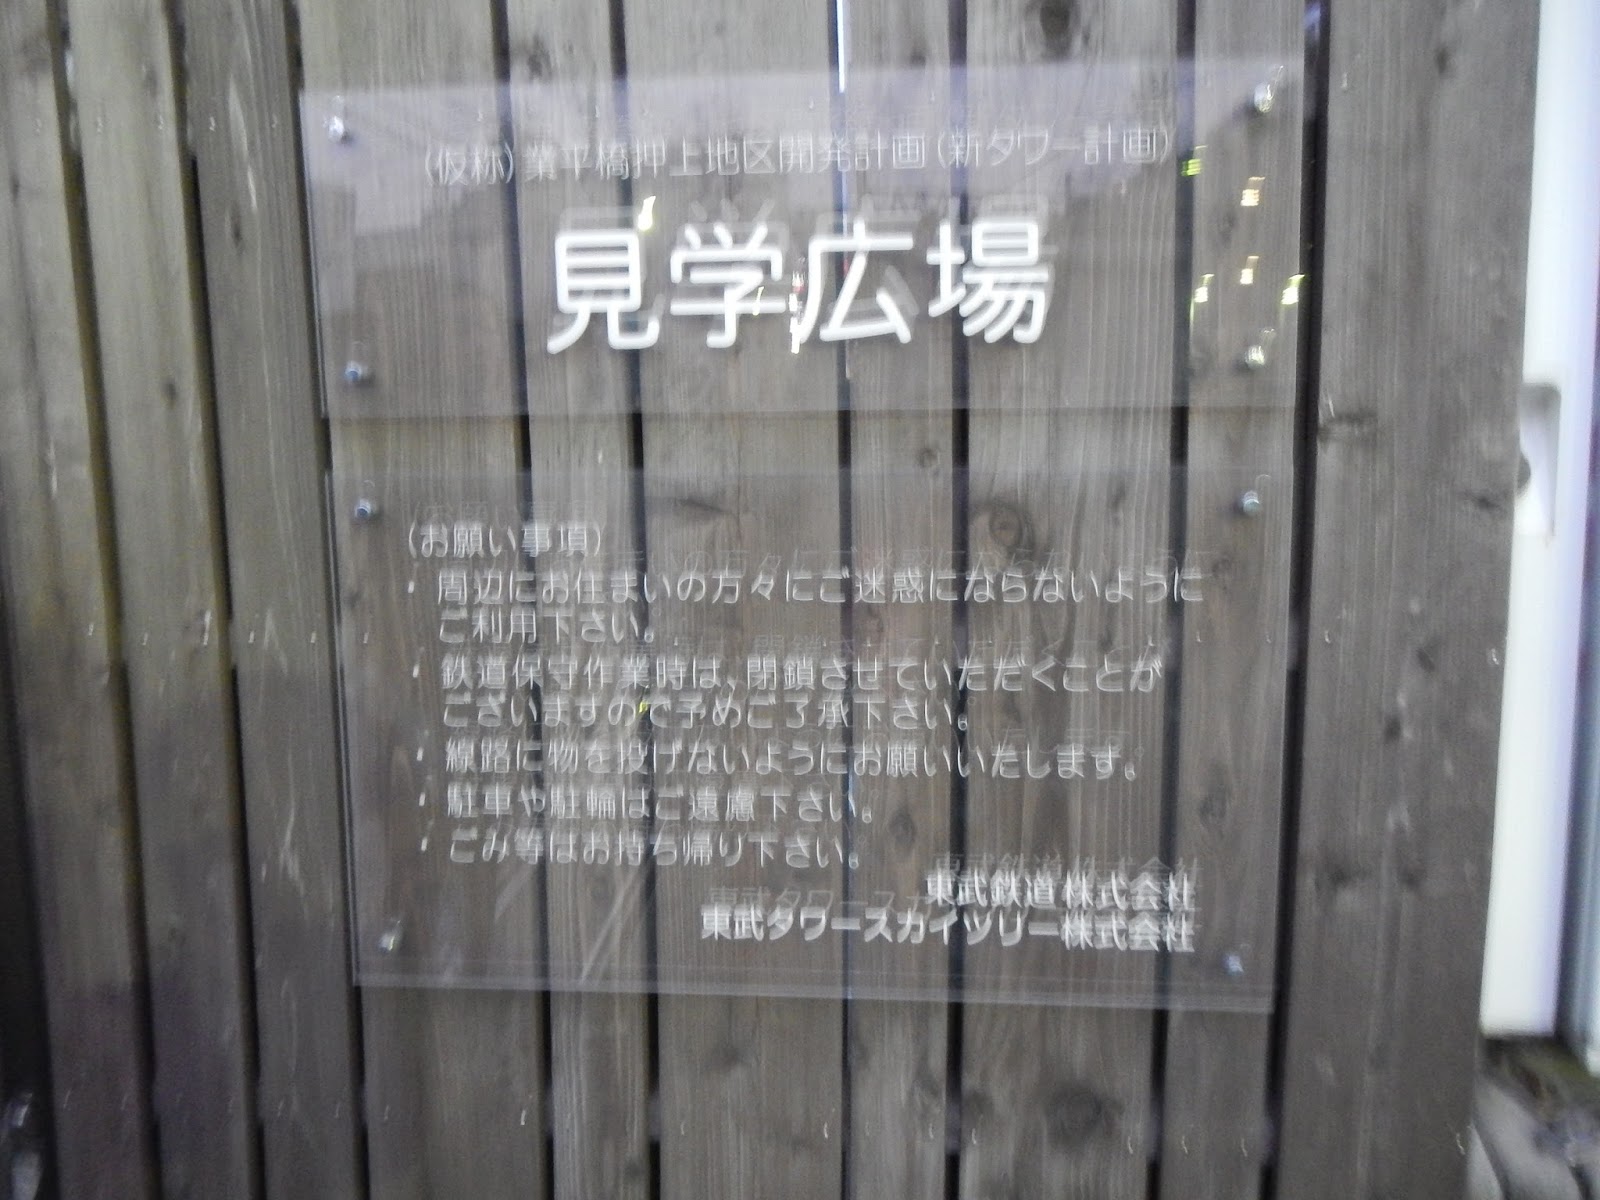 (仮称)業平橋押上地区開発計画(新タワー計画)
見学広場
(お願い事項)
・周辺にお住まいの方々にご迷惑にならないように
ご利用下さい。
・鉄道保守作業時は、閉鎖させていただくことが
ございますので予めご了承下さい。
・線路に物を投げないようにお願いいたします。
・駐車や駐輪はご遠慮下さい。
・ごみ等はお持ち帰り下さい。
東武鉄道株式会社
東武タワースカイツリー株式会社